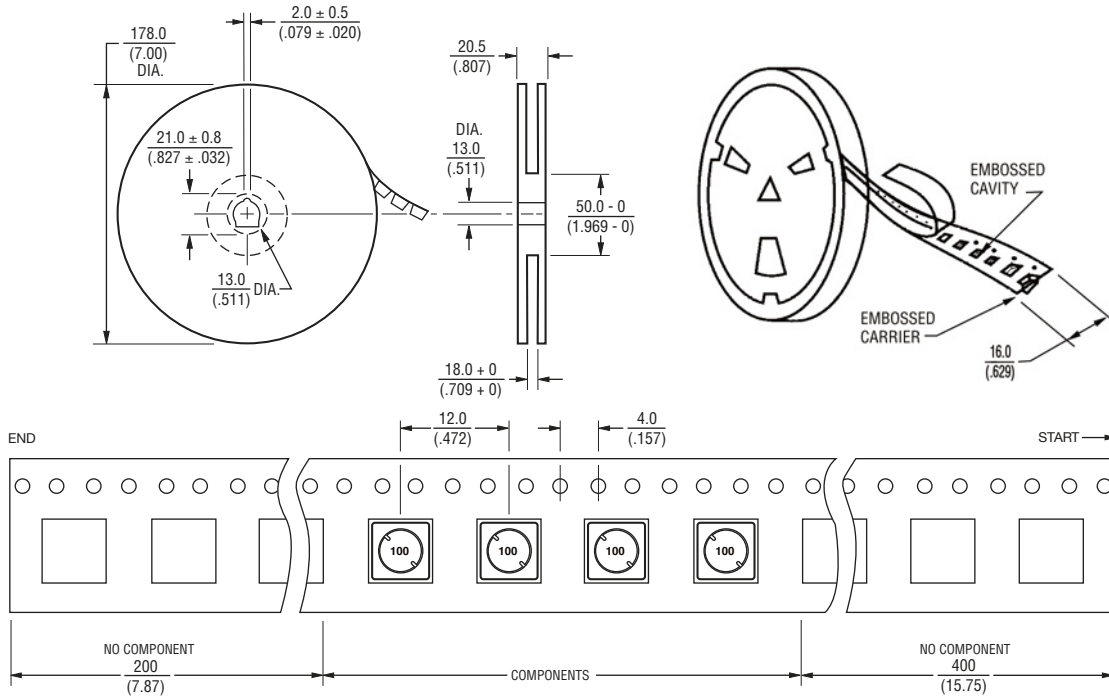 2.0 ± 0.5
(.079 ± .020)
178.0
(7.00)
DIA.
20.5
(.807)
21.0 ± 0.8
(.827 ± .032)
DIA.
13.0
(.511)
50.0 - 0
(1.969 - 0)
13.0
(.511) DIA.
18.0 + 0
(.709 + 0)
EMBOSSED
CAVITY
EMBOSSED
CARRIER
16.0
(.629)
12.0
(.472)
4.0
(.157)
END
START
100
100
100
100
NO COMPONENT
200
(7.87)
COMPONENTS
NO COMPONENT
400
(15.75)